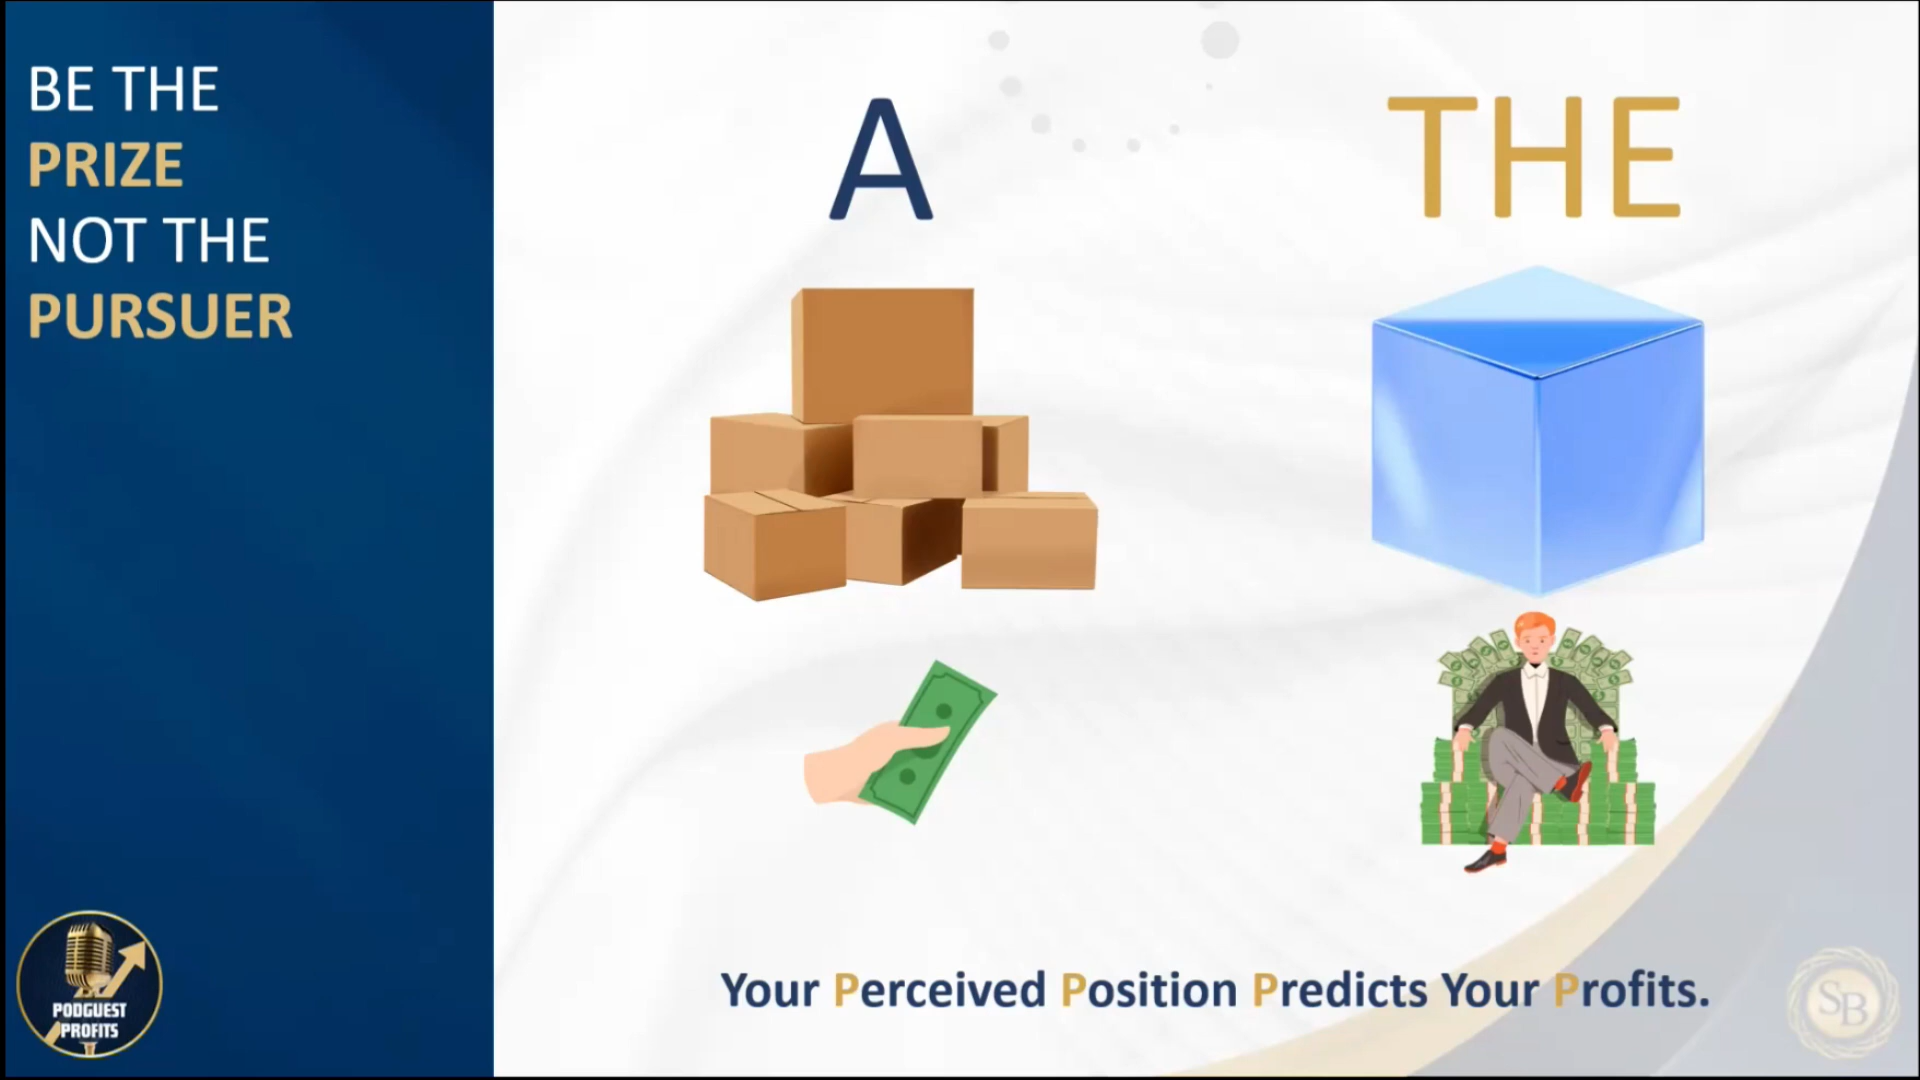 BE THE
PRIZE
NOT THE
PURSUER
A
THE
Your Perceived Position Predicts Your Profits.
PODGUEST
PROFITS
SB